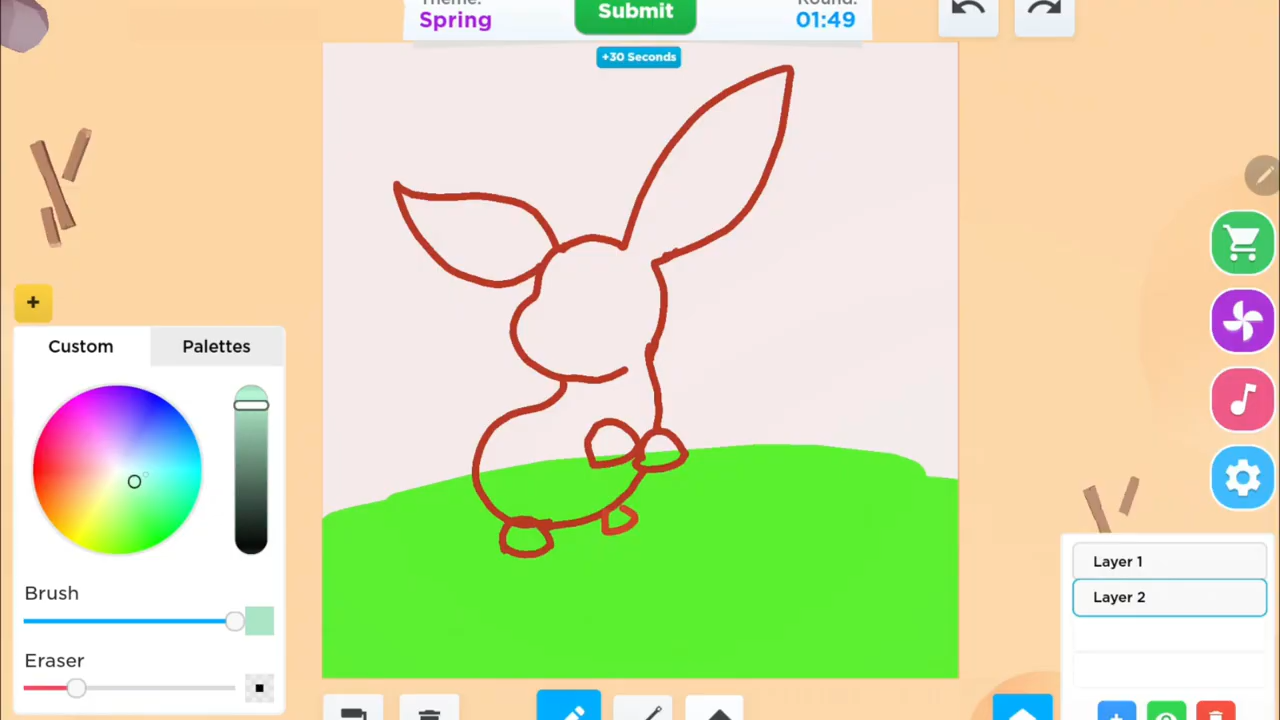 Theme:
Spring
Submit
Round:
01:49
+30 Seconds
+
Custom
Palettes
Brush
Eraser
Layer 1
Layer 2